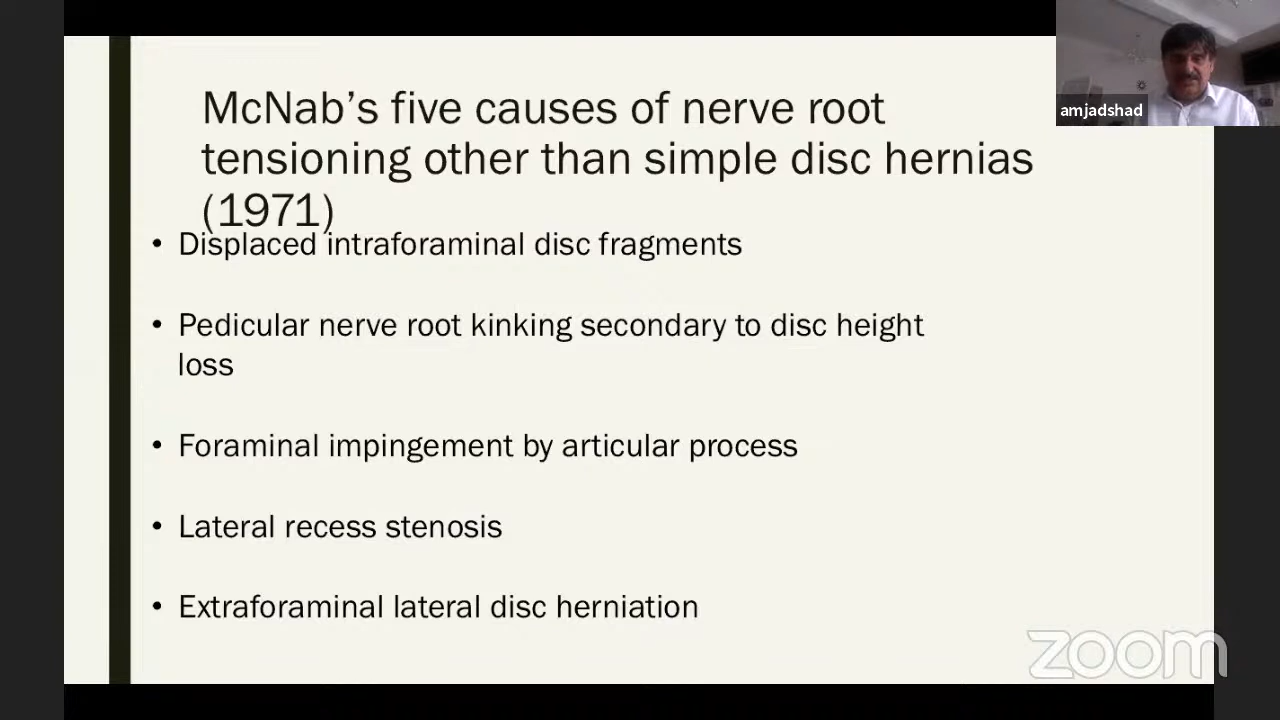 McNab’s five causes of nerve root
tensioning other than simple disc hernias
(1971)
• Displaced intraforaminal disc fragments
• Pedicular nerve root kinking secondary to disc height
loss
• Foraminal impingement by articular process
• Lateral recess stenosis
• Extraforaminal lateral disc herniation
amjadshad
zoom